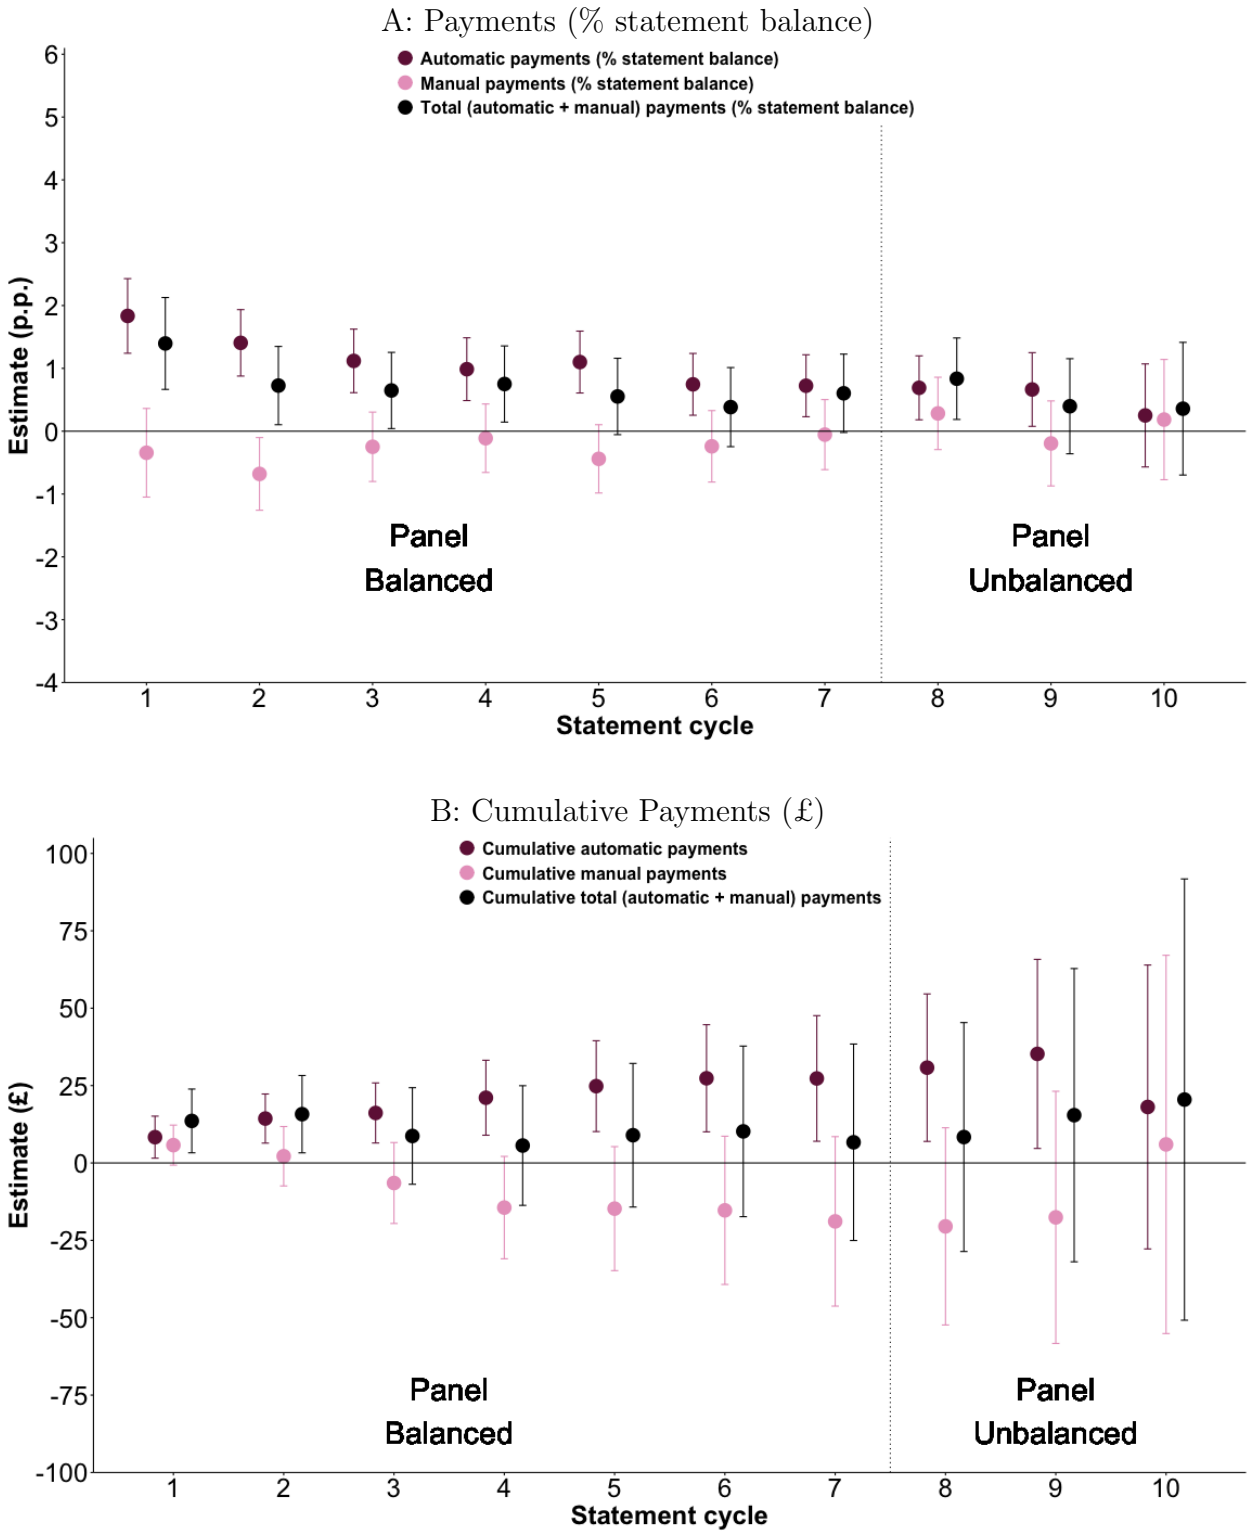 A: Payments (% statement balance)
Automatic payments (% statement balance)
Manual payments (% statement balance)
Total (automatic + manual) payments (% statement balance)
6
5
4
3
2
1
0
-1
-2
-3
-4
Estimate (p.p.)
Panel
Balanced
Panel
Unbalanced
1 2 3 4 5 6 7 8 9 10
Statement cycle
B: Cumulative Payments (£)
Cumulative automatic payments
Cumulative manual payments
Cumulative total (automatic + manual) payments
100
75
50
25
0
-25
-50
-75
-100
Estimate (£)
Panel
Balanced
Panel
Unbalanced
1 2 3 4 5 6 7 8 9 10
Statement cycle